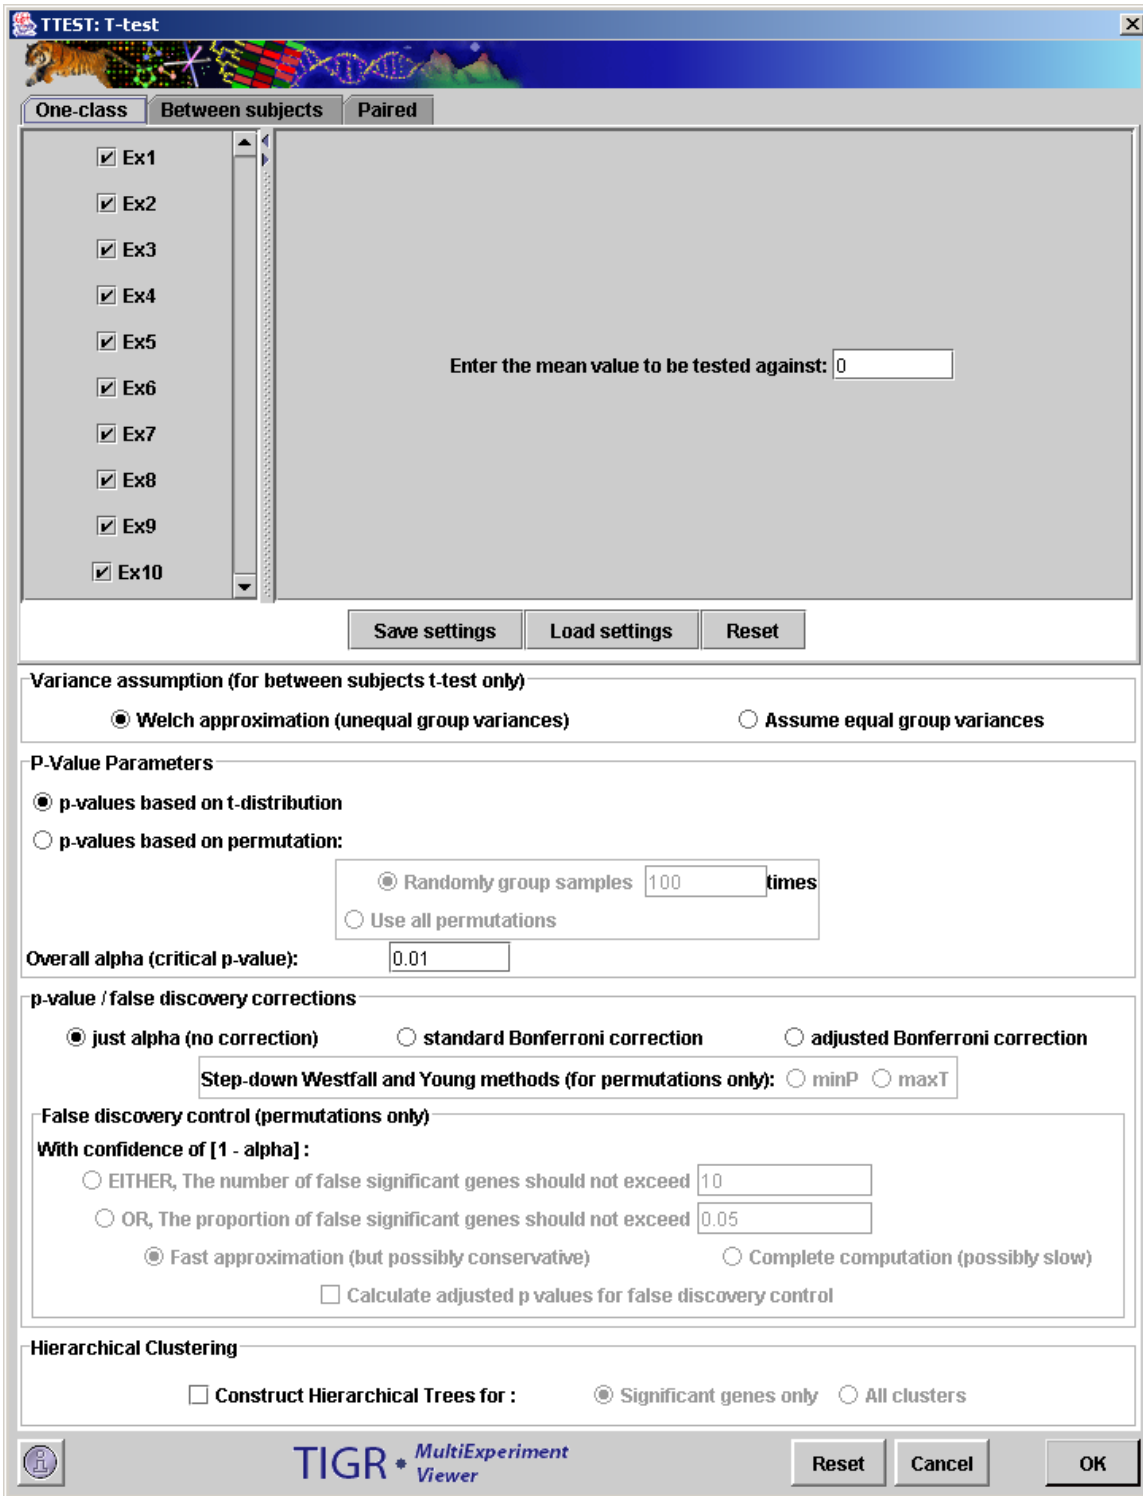 TTEST: T-test
One-class Between subjects Paired
Ex1
Ex2
Ex3
Ex4
Ex5
Ex6
Ex7
Ex8
Ex9
Ex10
Enter the mean value to be tested against: 0
Save settings Load settings Reset
Variance assumption (for between subjects t-test only)
Welch approximation (unequal group variances) Assume equal group variances
P-Value Parameters
p-values based on t-distribution
p-values based on permutation:
Randomly group samples 100 times
Use all permutations
Overall alpha (critical p-value): 0.01
p-value / false discovery corrections
just alpha (no correction) standard Bonferroni correction adjusted Bonferroni correction
Step-down Westfall and Young methods (for permutations only): minP maxT
False discovery control (permutations only)
With confidence of [1 - alpha] :
EITHER, The number of false significant genes should not exceed 10
OR, The proportion of false significant genes should not exceed 0.05
Fast approximation (but possibly conservative) Complete computation (possibly slow)
Calculate adjusted p values for false discovery control
Hierarchical Clustering
Construct Hierarchical Trees for : Significant genes only All clusters
TIGR • MultiExperiment Viewer
Reset Cancel OK